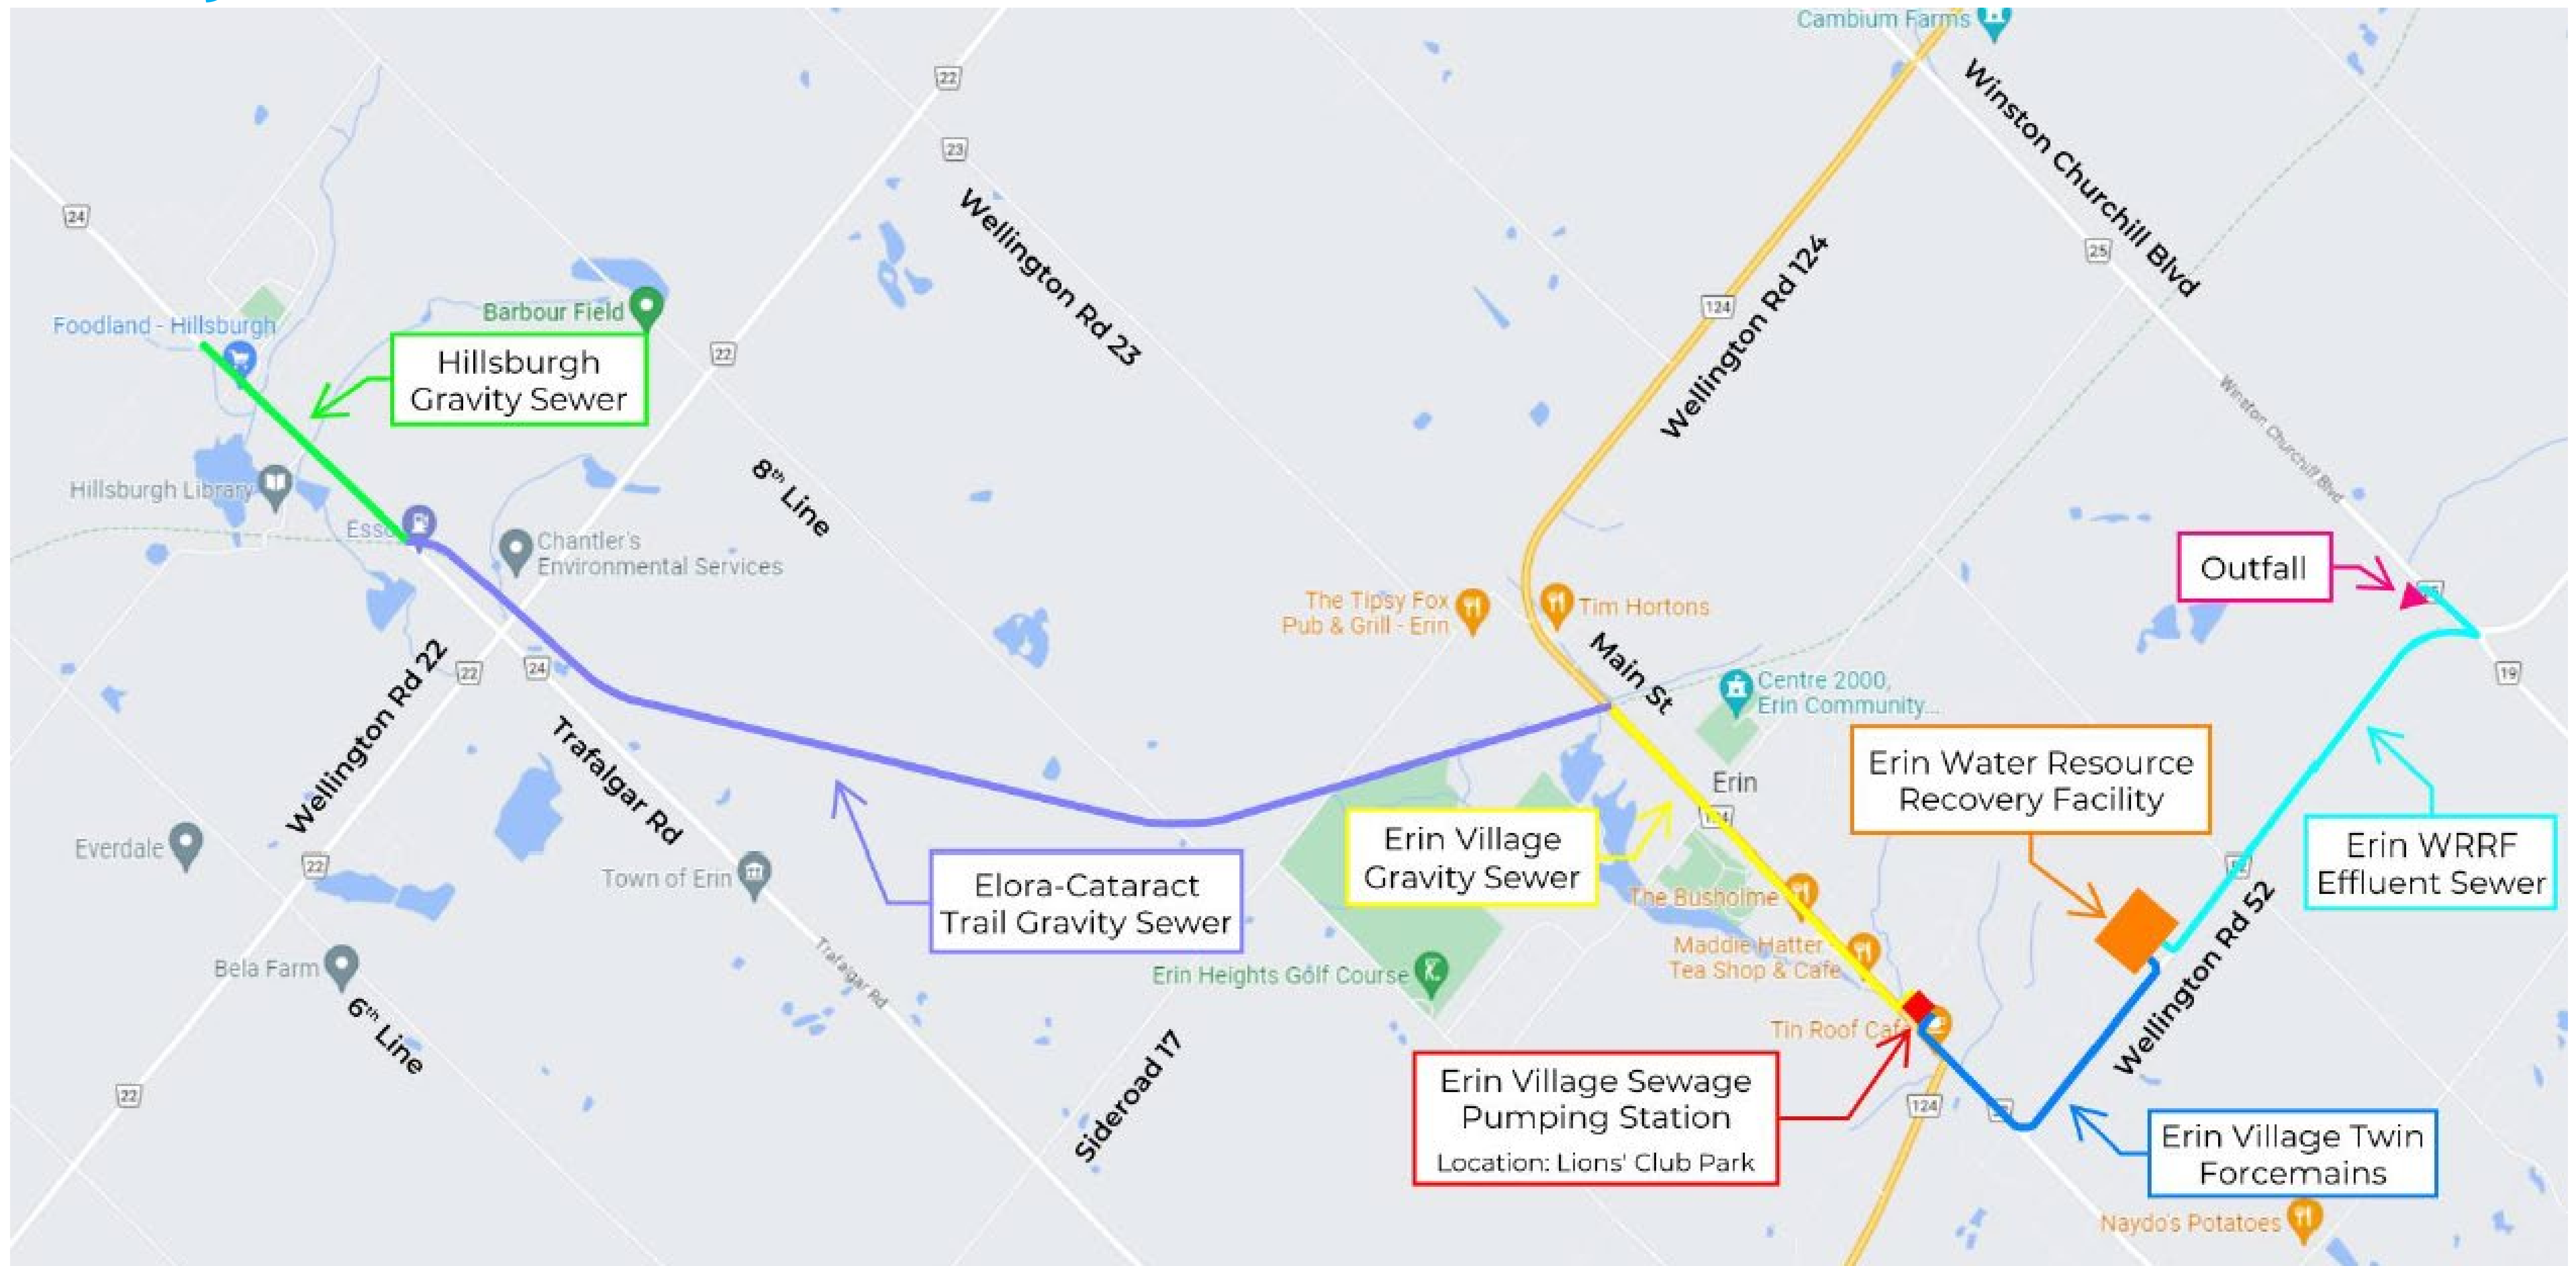 Cambium Farms
Winston Churchill Blvd
22
23
24
Wellington Rd 23
Wellington Rd 124
25
124
Foodland - Hillsburgh
Barbour Field
Hillsburgh
Gravity Sewer
22
Winston Churchill Blvd
8th Line
Hillsburgh Library
Esso
Chantler's
Environmental Services
Outfall
The Tipsy Fox
Pub & Grill - Erin
Tim Hortons
Main St
Wellington Rd 22
22
24
19
Centre 2000,
Erin Community...
Trafalgar Rd
Erin Water Resource
Recovery Facility
Erin
Erin Village
Gravity Sewer
Erin WRRF
Effluent Sewer
Everdale
22
Town of Erin
Elora-Cataract
Trail Gravity Sewer
The Busholme
Maddie Hatter
Tea Shop & Cafe
Wellington Rd 52
Trafalgar Rd
Bela Farm
Erin Heights Golf Course
6th Line
Tin Roof Cafe
Sideroad 17
Erin Village Sewage
Pumping Station
Location: Lions' Club Park
22
124
Erin Village Twin
Forcemains
Naydo's Potatoes